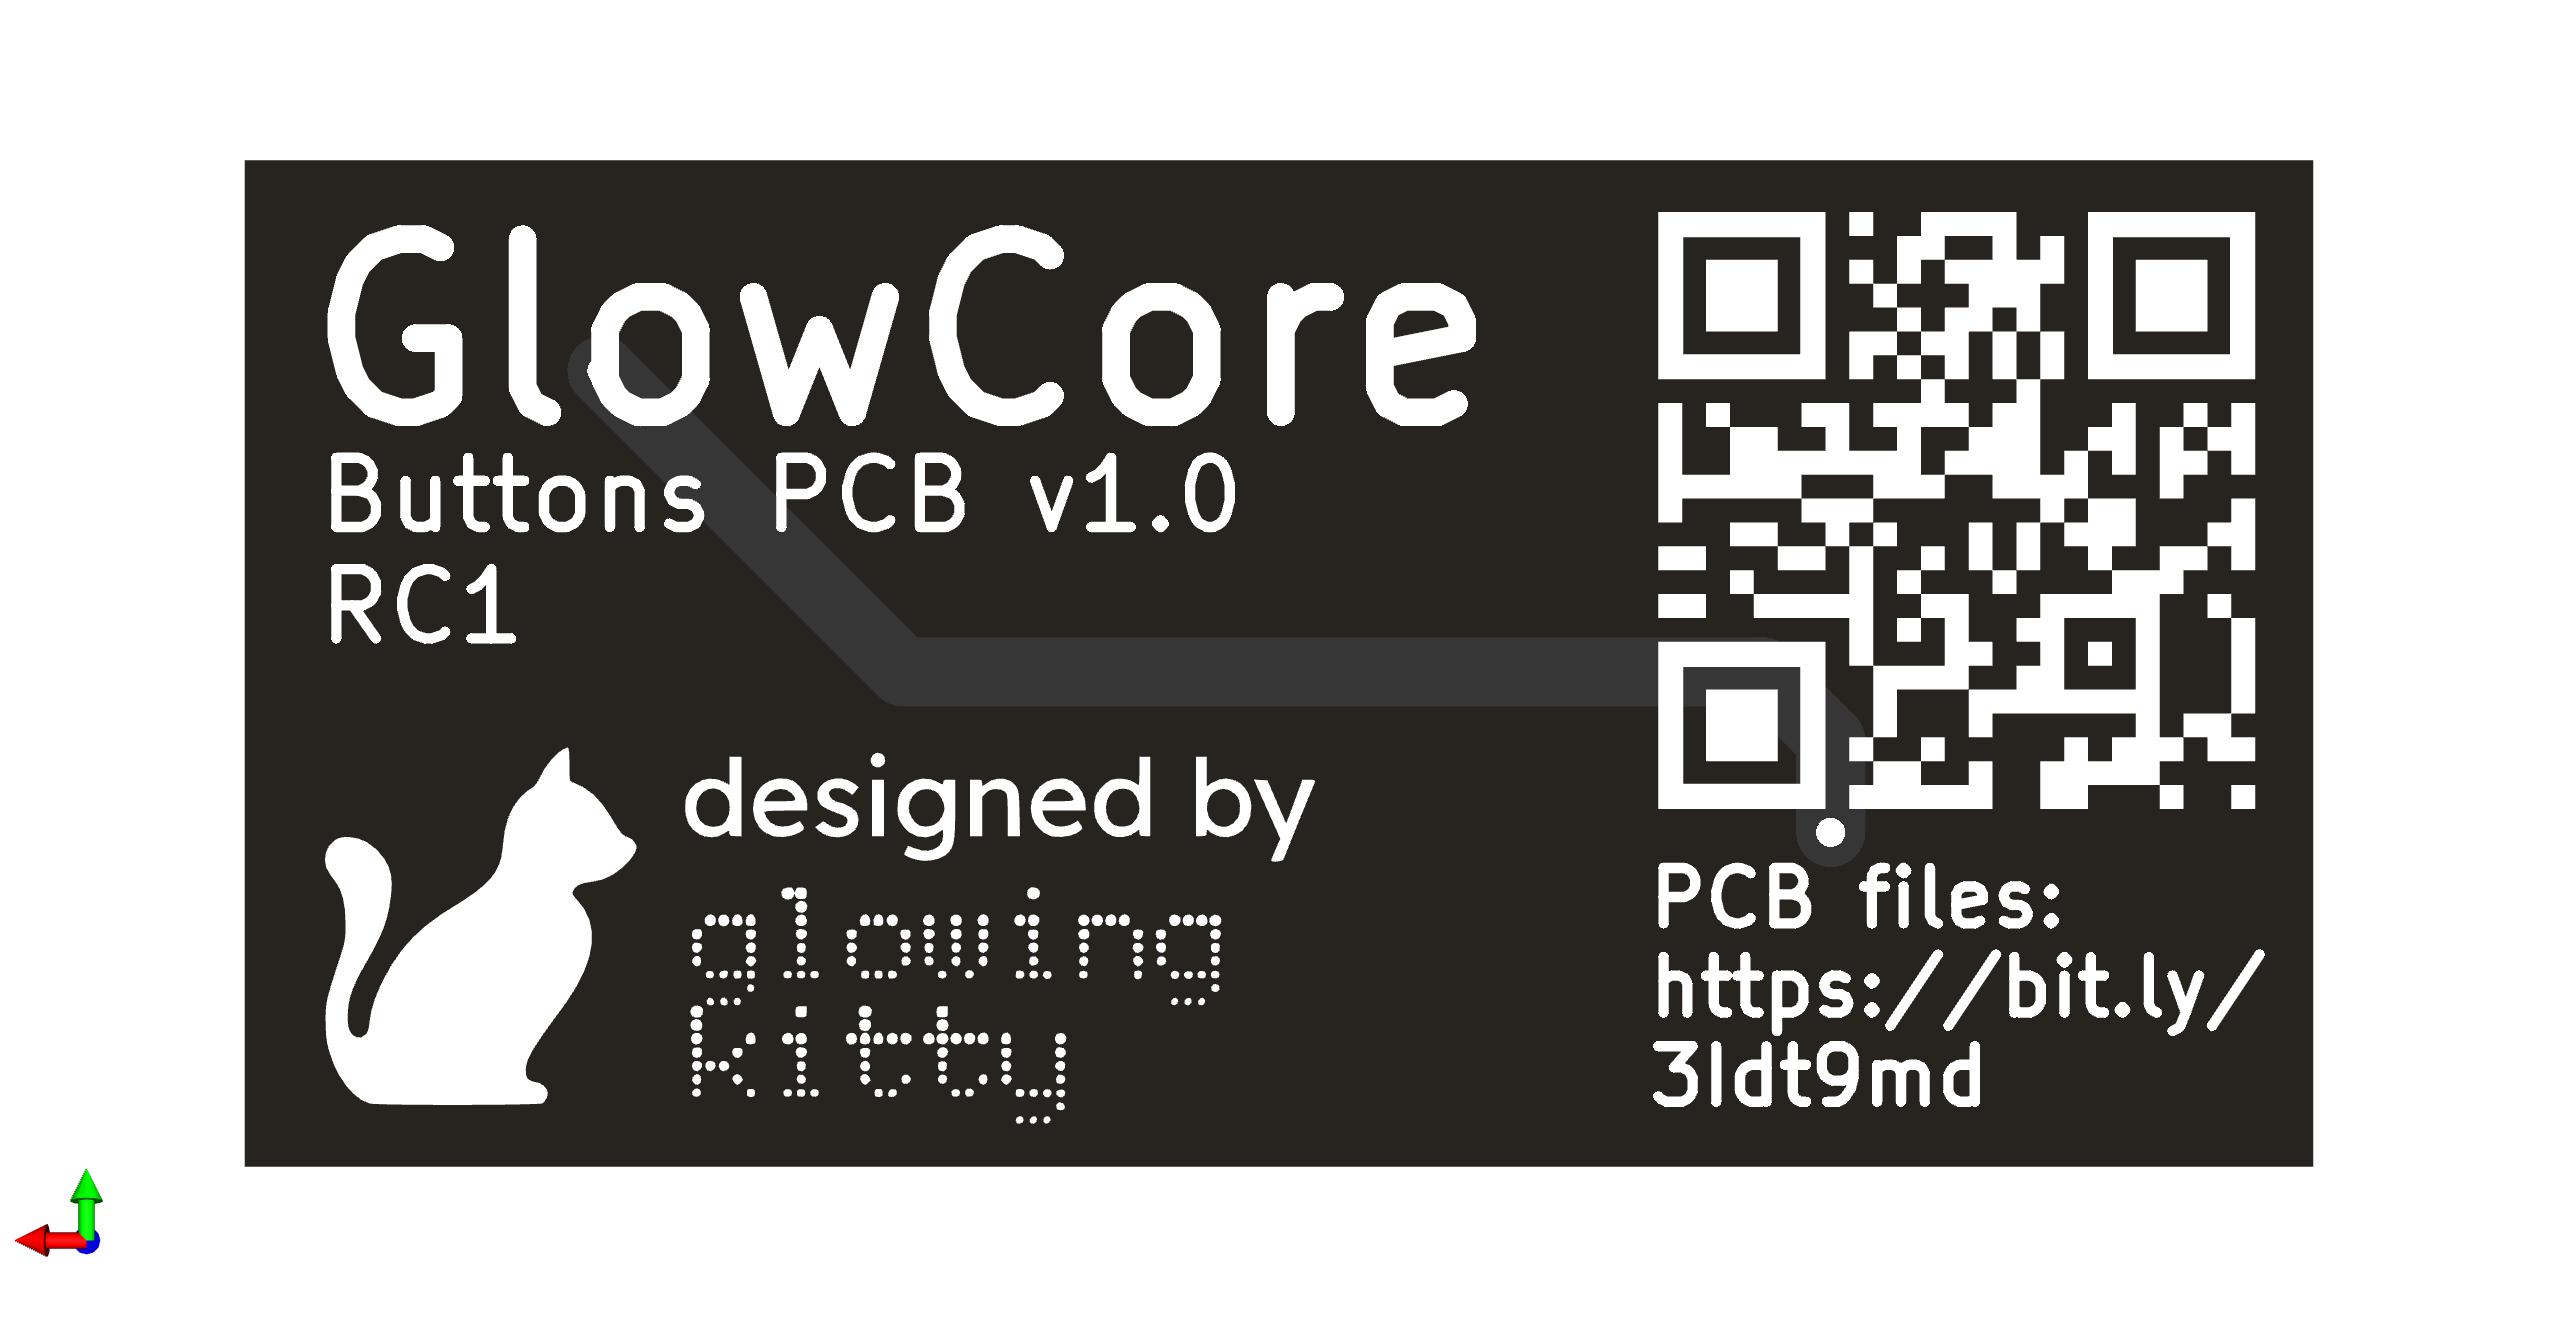 GlowCore
Buttons PCB v1.0
RC1
designed by
glowing
kitty
PCB files:
https://bit.ly/
3ldt9md